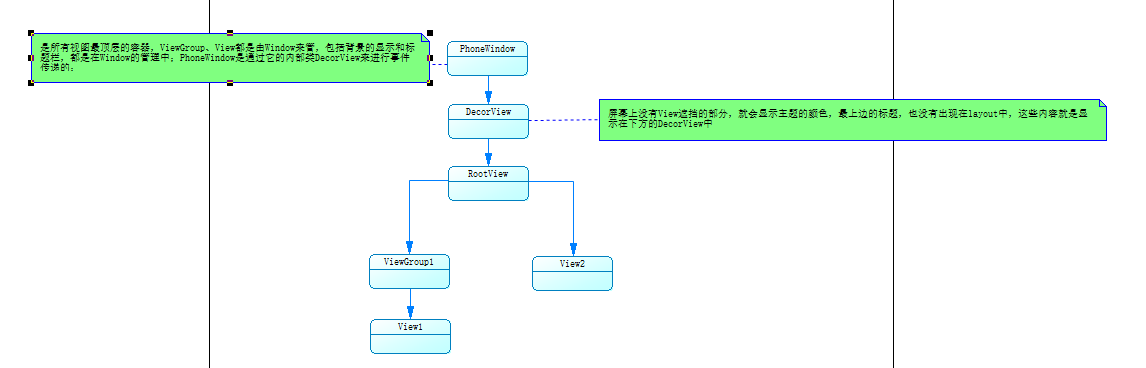 是所有视图最顶层的容器，ViewGroup、View都是由Window来管，包括背景的显示和标
题栏，都是在Window的管理中；PhoneWindow是通过它的内部类DecorView来进行事件
传递的；
PhoneWindow
DecorView
屏幕上没有View遮挡的部分，就会显示主题的颜色，最上边的标题，也没有出现在layout中，这些内容就是显
示在下方的DecorView中
RootView
ViewGroup1
View2
View1